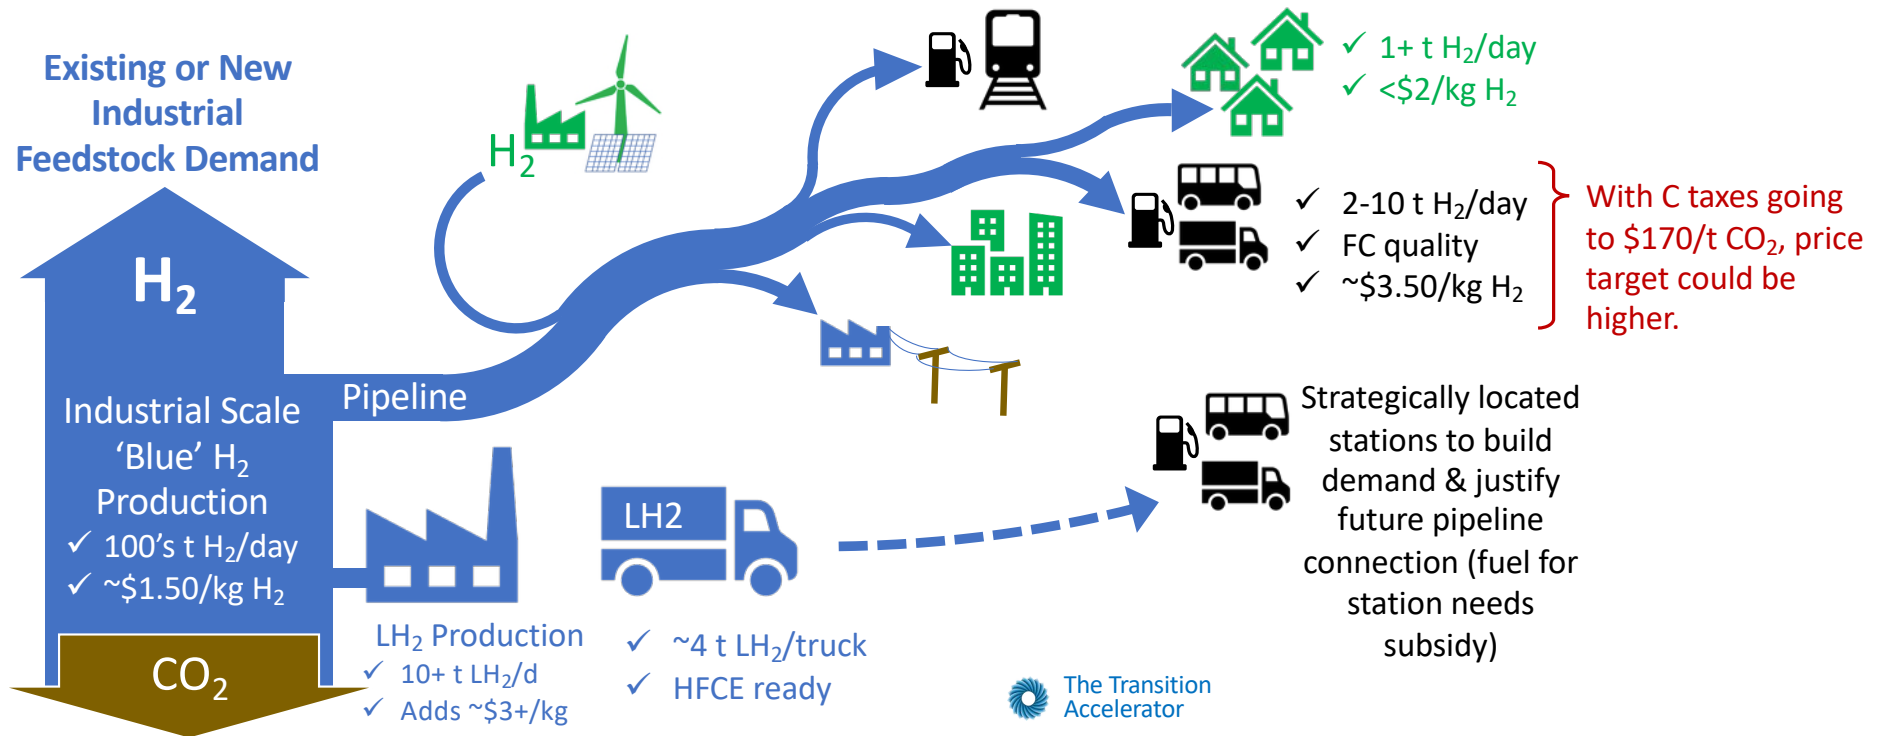 Existing or New
Industrial
Feedstock Demand
H₂
Industrial Scale
‘Blue’ H₂
Production
✓ 100’s t H₂/day
✓ ~$1.50/kg H₂
CO₂
Pipeline
H₂
LH₂ Production
✓ 10+ t LH₂/d
✓ Adds ~$3+/kg
LH2
✓ ~4 t LH₂/truck
✓ HFCE ready
✓ 1+ t H₂/day
✓ <$2/kg H₂
✓ 2-10 t H₂/day
✓ FC quality
✓ ~$3.50/kg H₂
With C taxes going
to $170/t CO₂, price
target could be
higher.
Strategically located
stations to build
demand & justify
future pipeline
connection (fuel for
station needs
subsidy)
The Transition
Accelerator